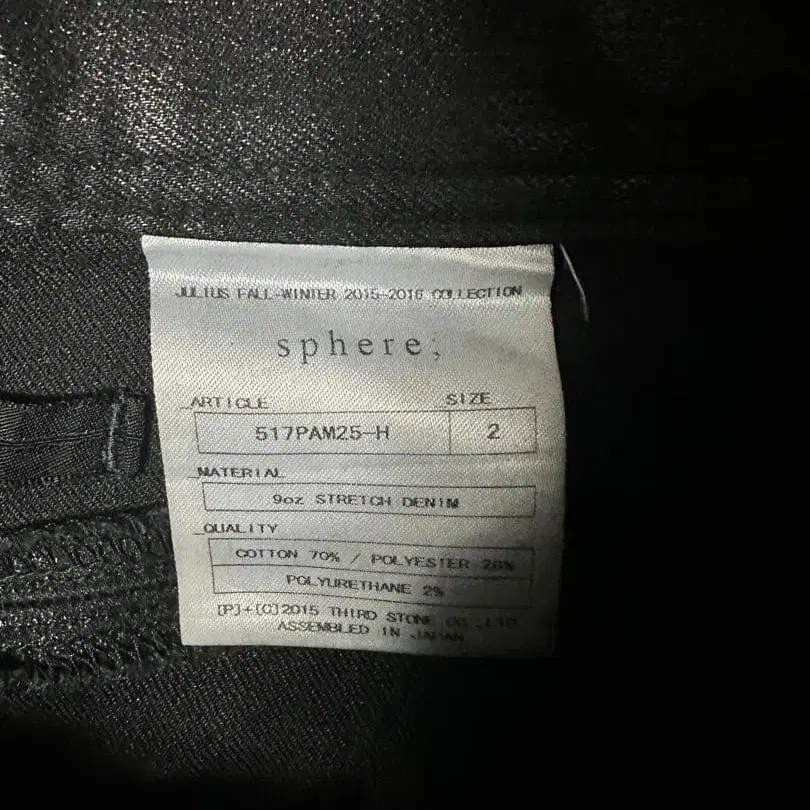 JULIUS FALL-WINTER 2015-2016 COLLECTION
sphere;
_ARTICLE SIZE
517PAM25-H 2
_MATERIAL
9oz STRETCH DENIM
_QUALITY
COTTON 70% / POLYESTER 28%
POLYURETHANE 2%
[P]+[C]2015 THIRD STONE CO.,LTD
ASSEMBLED IN JAPAN